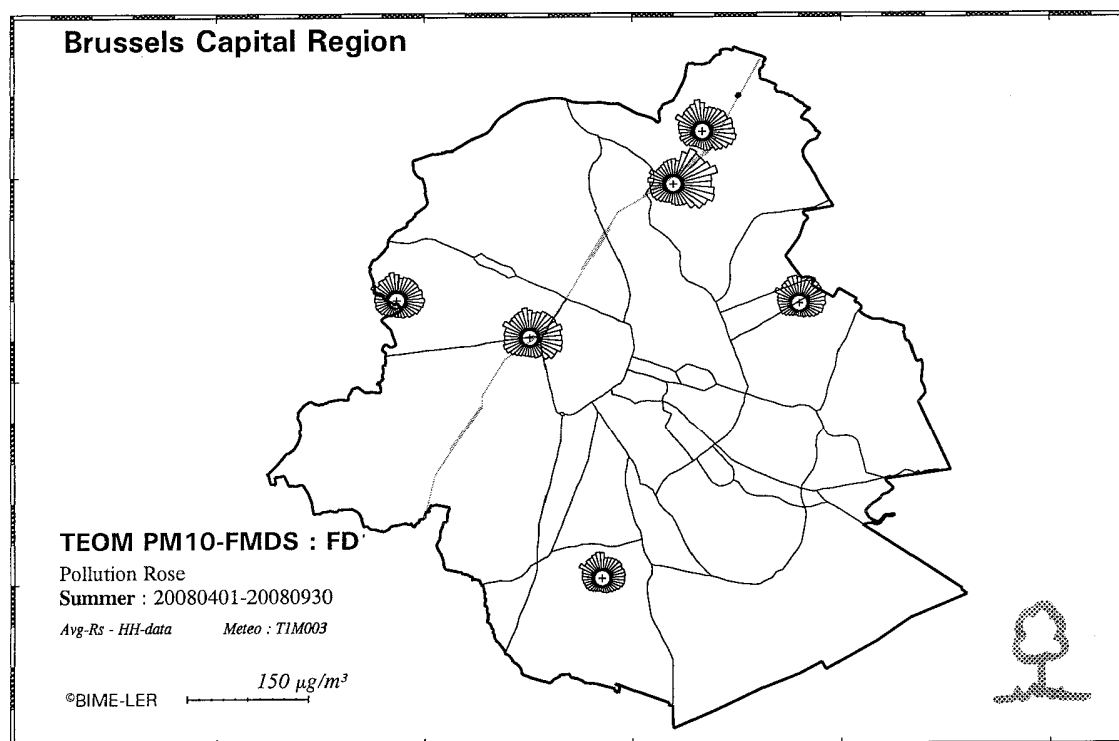 Brussels Capital Region
TEOM PM10-FMDS : FD
Pollution Rose
Summer : 20080401-20080930
Avg-Rs - HH-data Meteo : T1M003
150 µg/m³
©BIME-LER